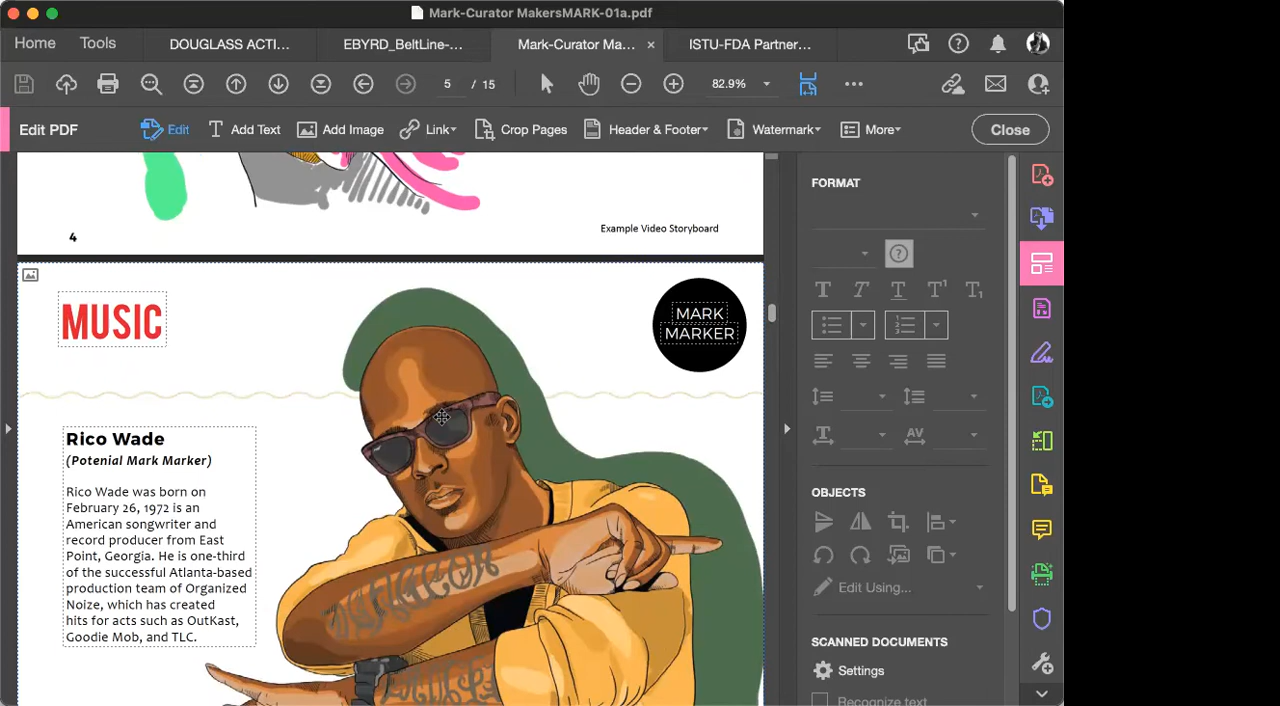 Mark-Curator MakersMARK-01a.pdf
Home Tools DOUGLASS ACTI... EBYRD_BeltLine-... Mark-Curator Ma... × ISTU-FDA Partner...
5 / 15 82.9%
Edit PDF Edit Add Text Add Image Link Crop Pages Header & Footer Watermark More Close
4
Example Video Storyboard
MUSIC
MARK
MARKER
Rico Wade
(Potenial Mark Marker)
Rico Wade was born on
February 26, 1972 is an
American songwriter and
record producer from East
Point, Georgia. He is one-third
of the successful Atlanta-based
production team of Organized
Noize, which has created
hits for acts such as OutKast,
Goodie Mob, and TLC.
FORMAT
OBJECTS
Edit Using...
SCANNED DOCUMENTS
Settings
Recognize text